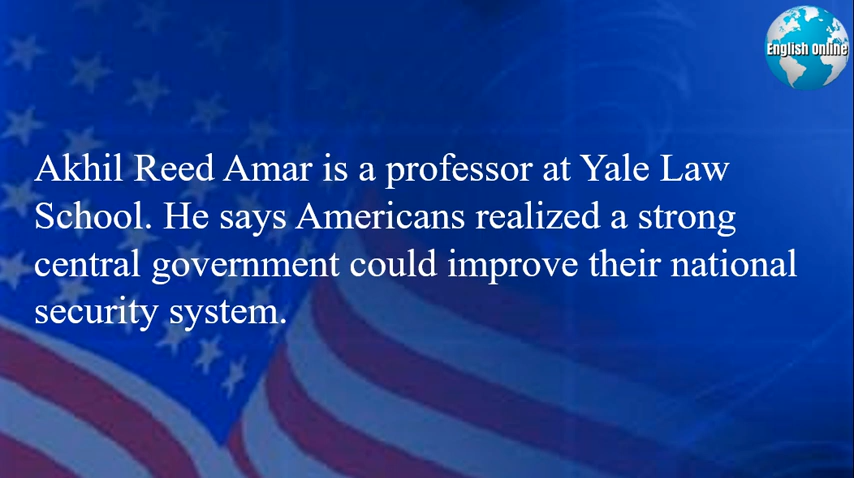 English Online
Akhil Reed Amar is a professor at Yale Law
School. He says Americans realized a strong
central government could improve their national
security system.